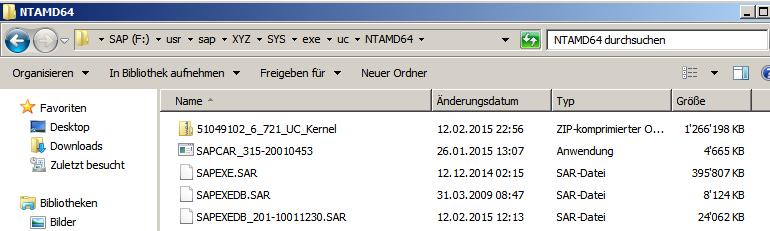 NTAMD64
SAP (F:) usr sap XYZ SYS exe uc NTAMD64 NTAMD64 durchsuchen
Organisieren In Bibliothek aufnehmen Freigeben für Neuer Ordner
Favoriten
Desktop
Downloads
Zuletzt besucht
Bibliotheken
Bilder
Name Änderungsdatum Typ Größe
51049102_6_721_UC_Kernel 12.02.2015 22:56 ZIP-komprimierter O... 1'266'198 KB
SAPCAR_315-20010453 26.01.2015 13:07 Anwendung 4'665 KB
SAPEXE.SAR 12.12.2014 02:15 SAR-Datei 395'807 KB
SAPEXEDB.SAR 31.03.2009 08:47 SAR-Datei 8'124 KB
SAPEXEDB_201-10011230.SAR 12.02.2015 12:13 SAR-Datei 24'062 KB